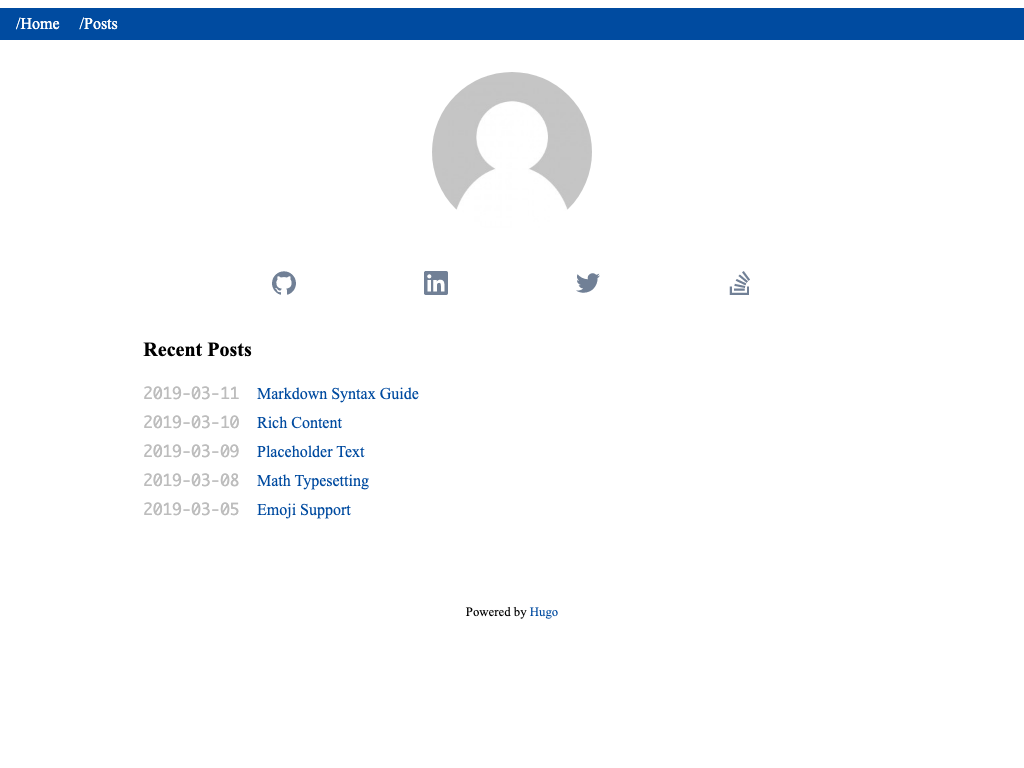 /Home /Posts
Recent Posts
2019-03-11 Markdown Syntax Guide
2019-03-10 Rich Content
2019-03-09 Placeholder Text
2019-03-08 Math Typesetting
2019-03-05 Emoji Support
Powered by Hugo